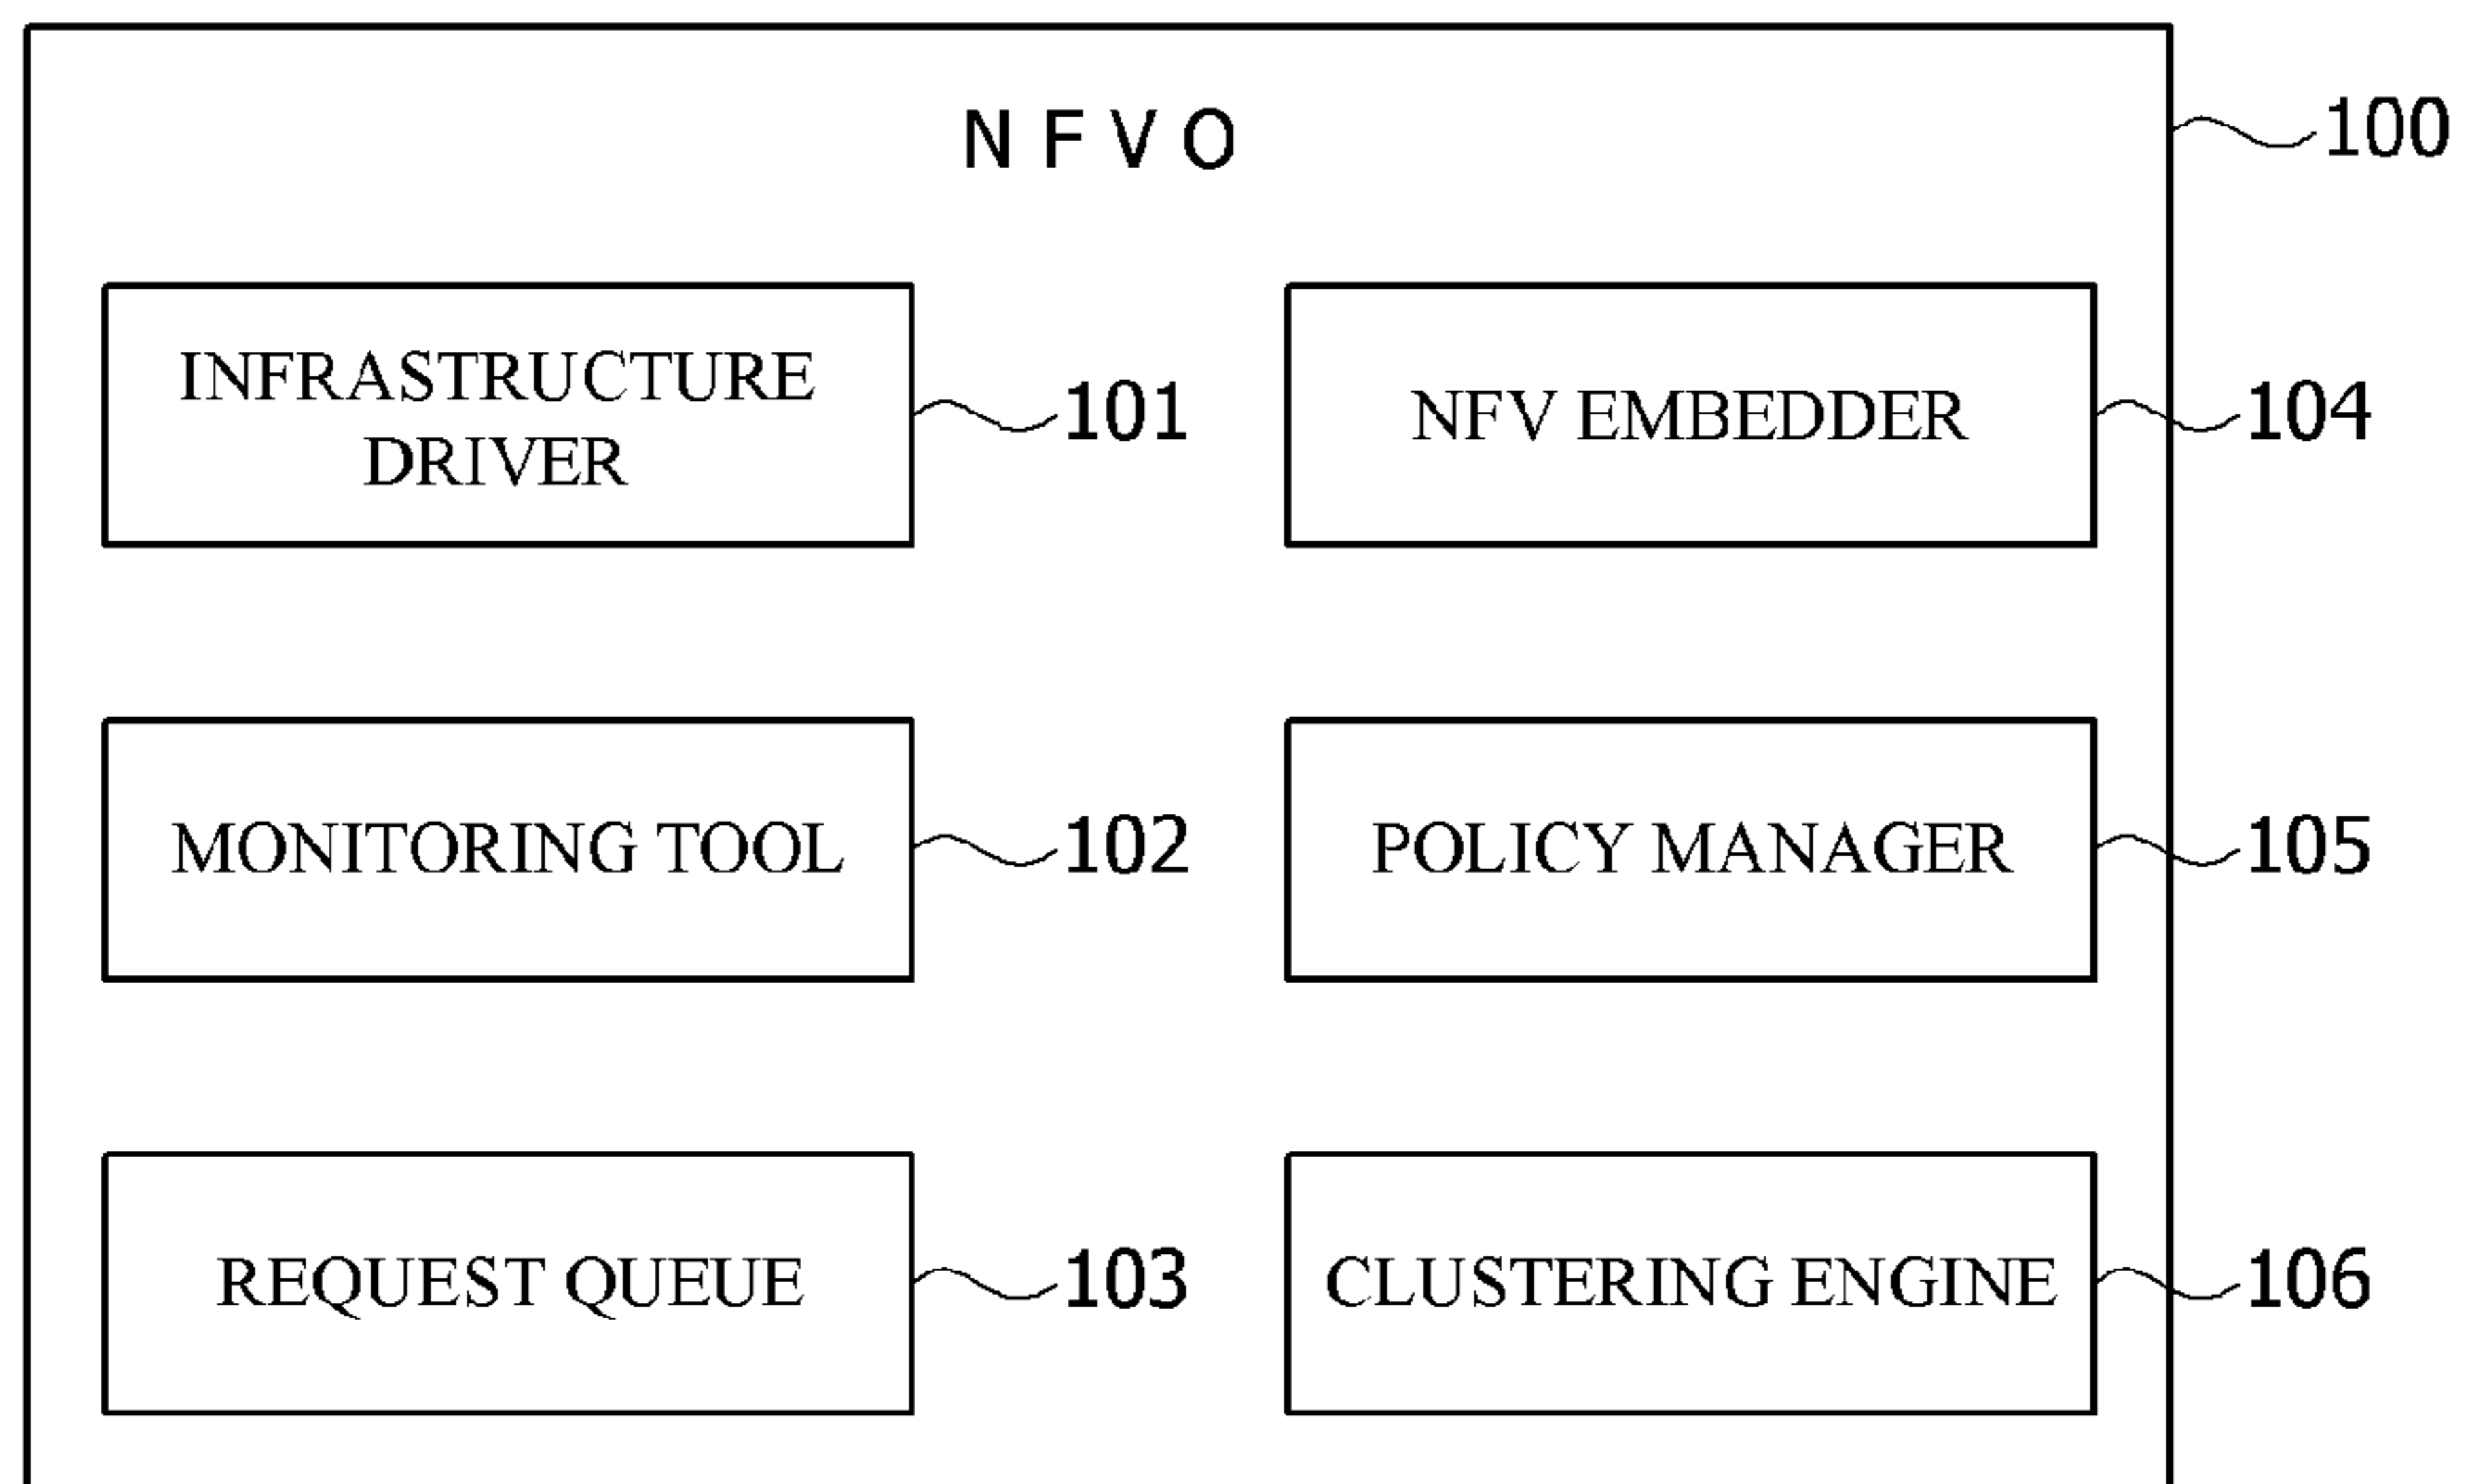 N F V O
100
INFRASTRUCTURE
DRIVER
101
NFV EMBEDDER
104
MONITORING TOOL
102
POLICY MANAGER
105
REQUEST QUEUE
103
CLUSTERING ENGINE
106